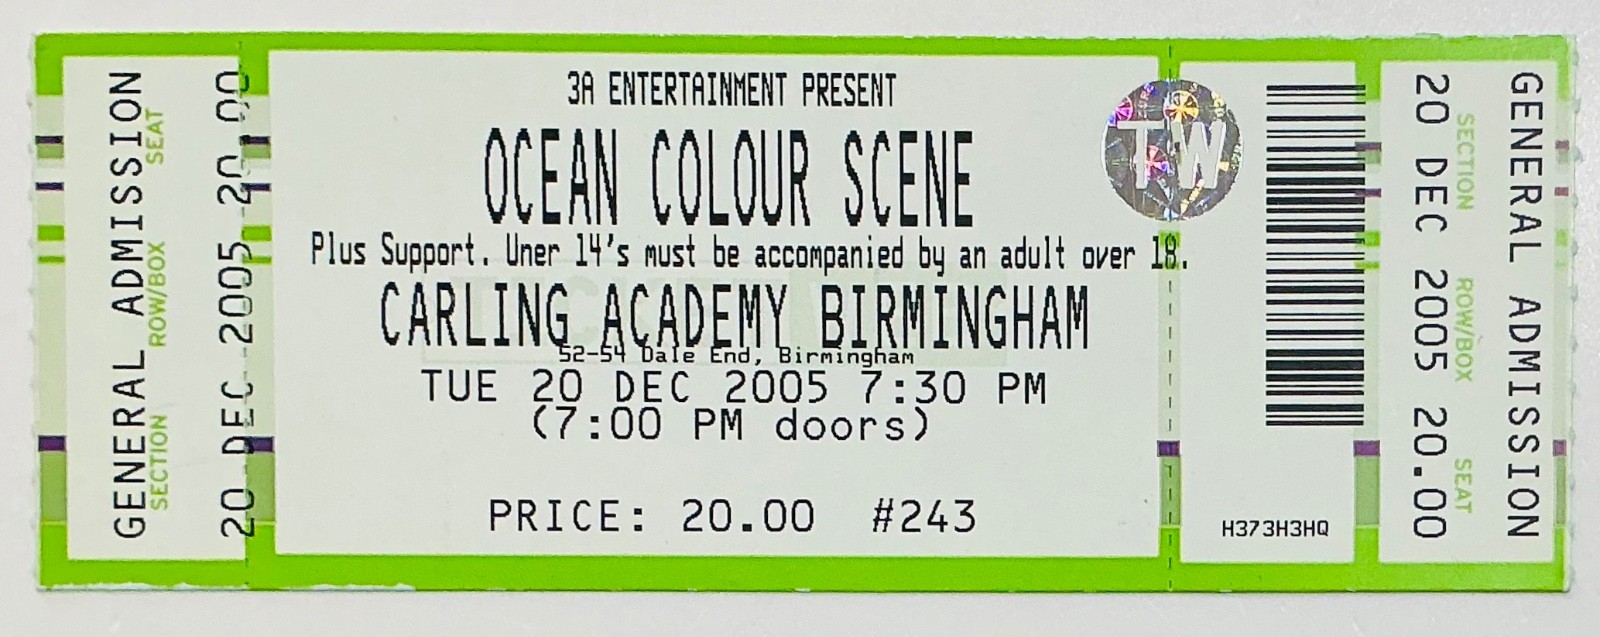 GENERAL ADMISSION
SECTION ROW/BOX SEAT
20 DEC 2005 20.00
3A ENTERTAINMENT PRESENT
OCEAN COLOUR SCENE
Plus Support. Uner 14's must be accompanied by an adult over 18.
CARLING ACADEMY BIRMINGHAM
52-54 Dale End, Birmingham
TUE 20 DEC 2005 7:30 PM
(7:00 PM doors)
PRICE: 20.00 #243
TW
H373H3HQ
GENERAL ADMISSION
SECTION ROW/BOX SEAT
20 DEC 2005 20.00